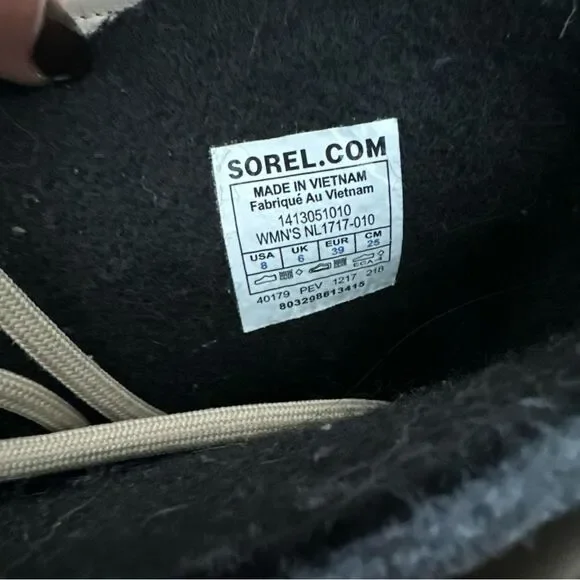 SOREL.COM
MADE IN VIETNAM
Fabriqué Au Vietnam
1413051010
WMN'S NL1717-010
USA UK EUR CM
8 6 39 25
40179 PEV 1217 218
803298813415